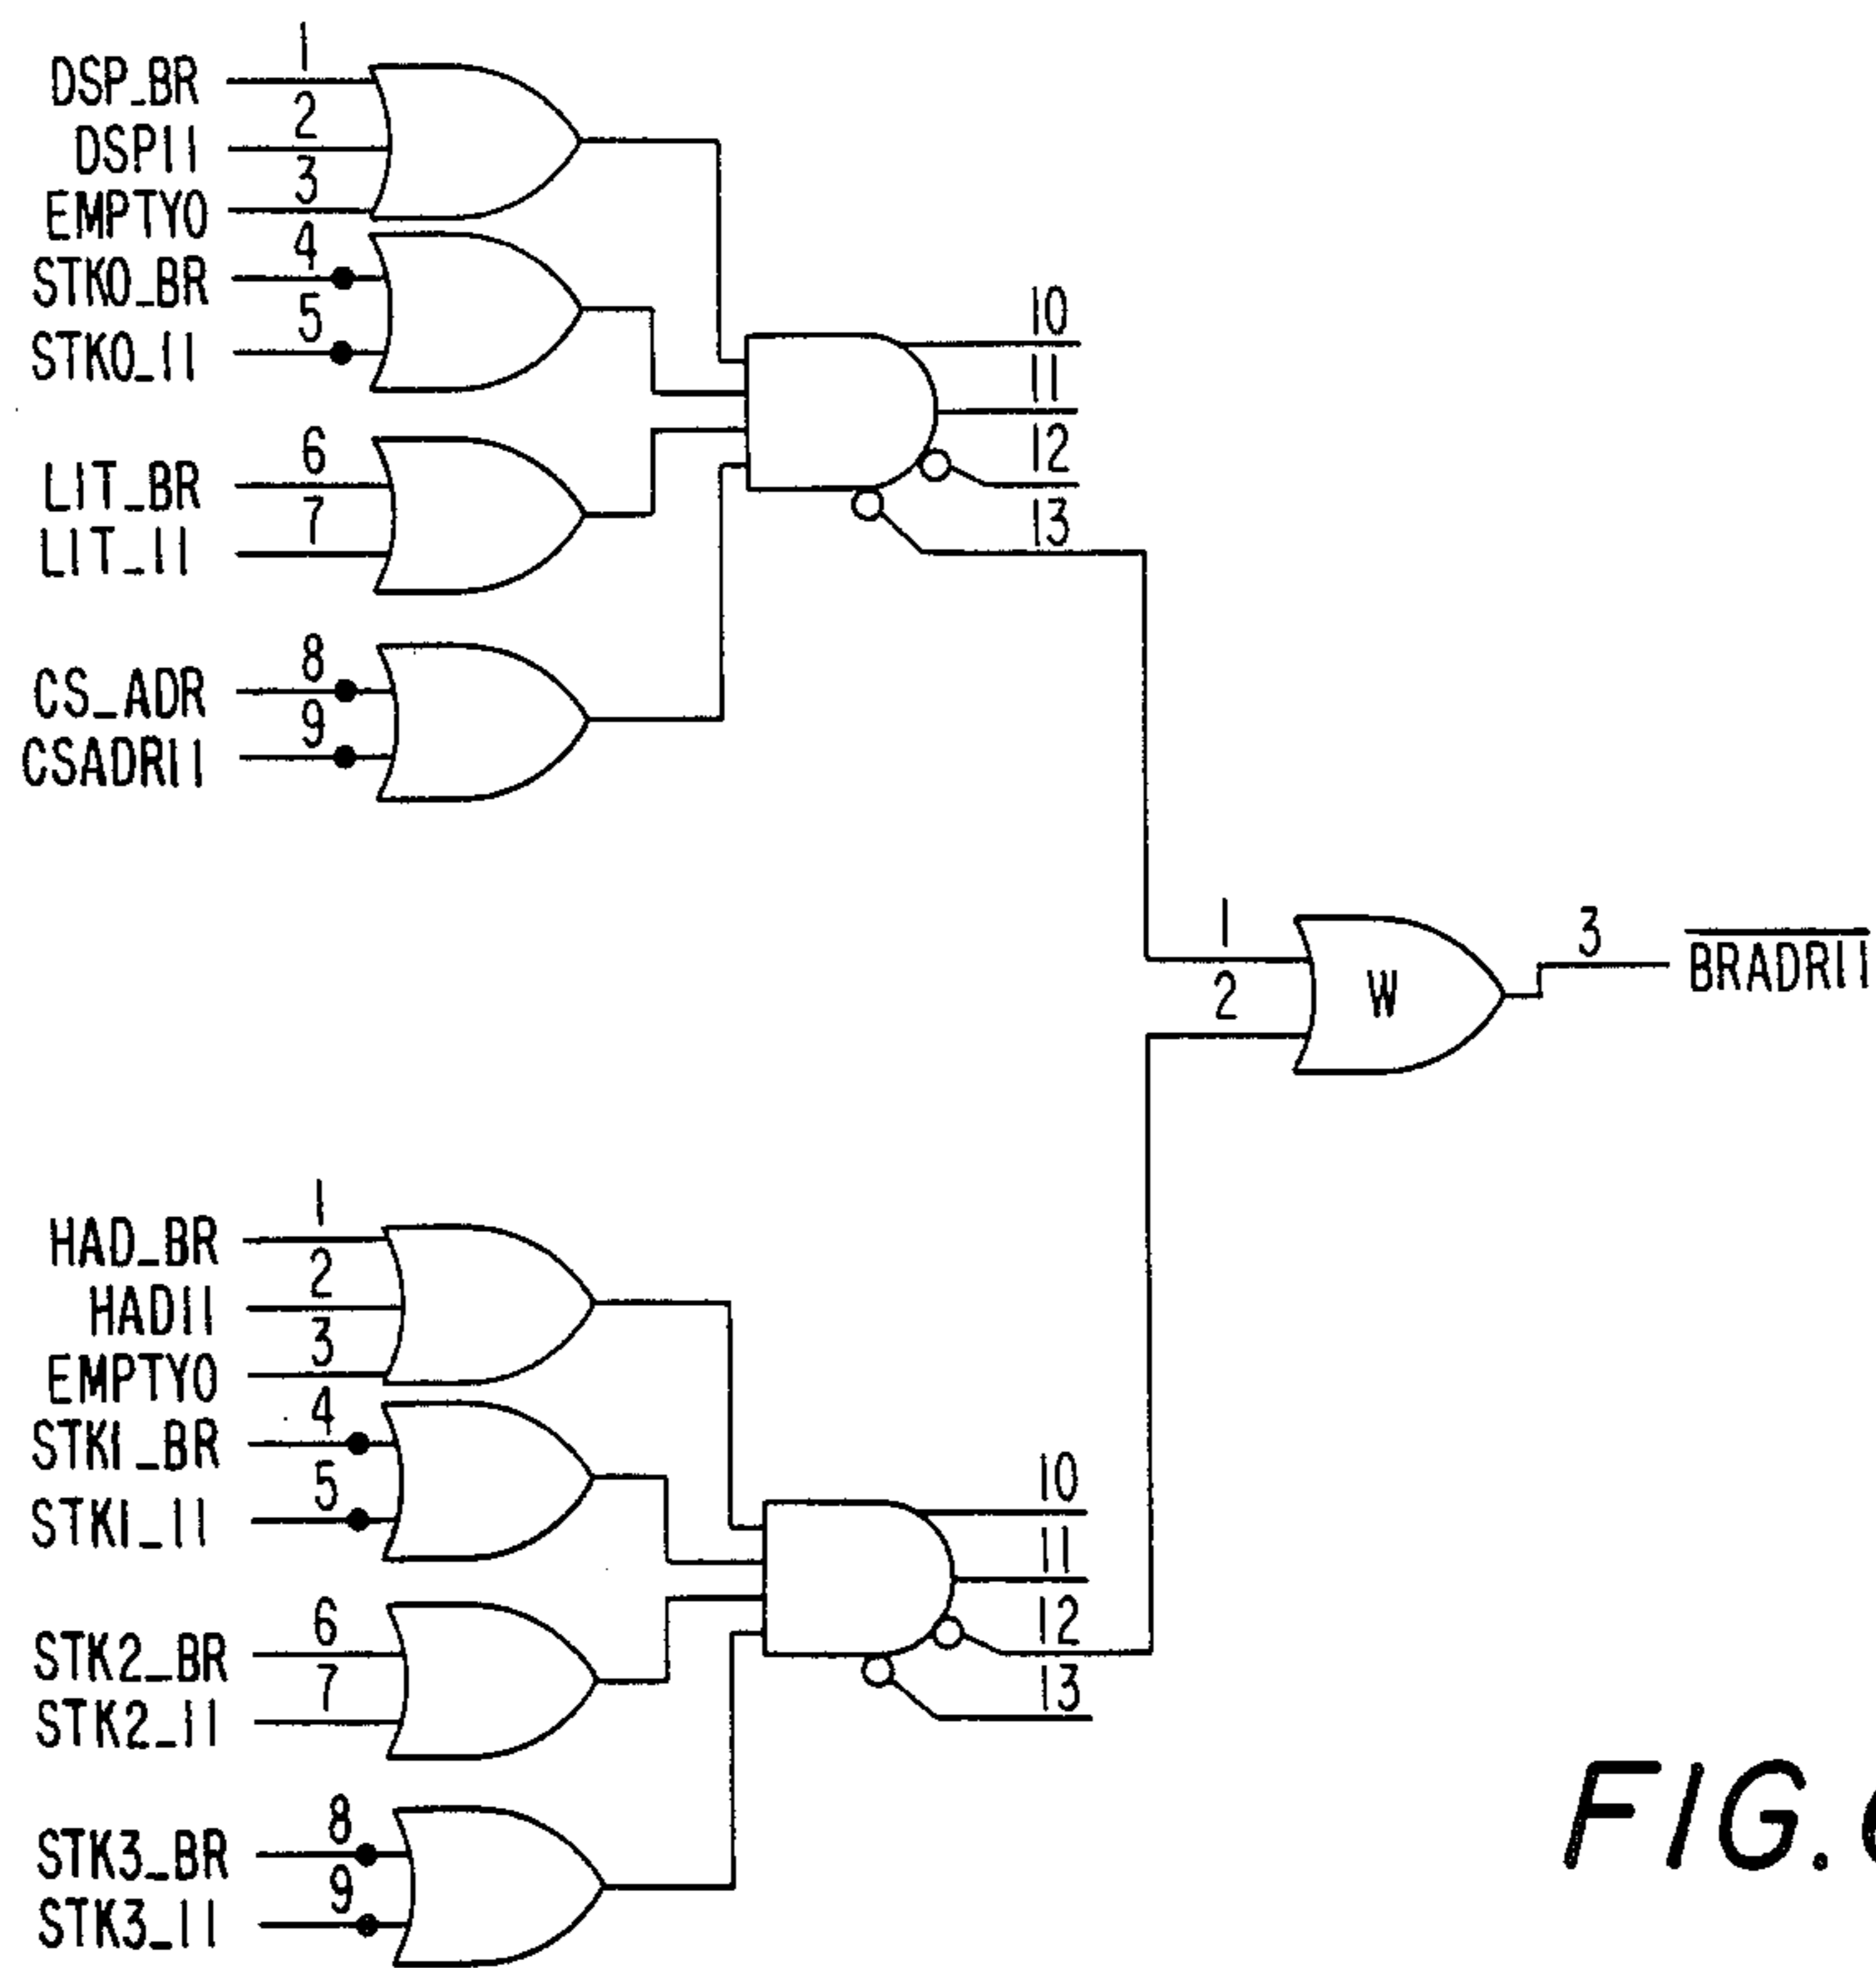 1
DSP_BR
2
DSP11
3
EMPTY0
4
STK0_BR
5
STK0_11
6
LIT_BR
7
LIT_11
8
CS_ADR
9
CSADR11
10
11
12
13
1
2
W
3
BRADR11
1
HAD_BR
2
HAD11
3
EMPTY0
4
STK1_BR
5
STK1_11
6
STK2_BR
7
STK2_11
8
STK3_BR
9
STK3_11
10
11
12
13
FIG.